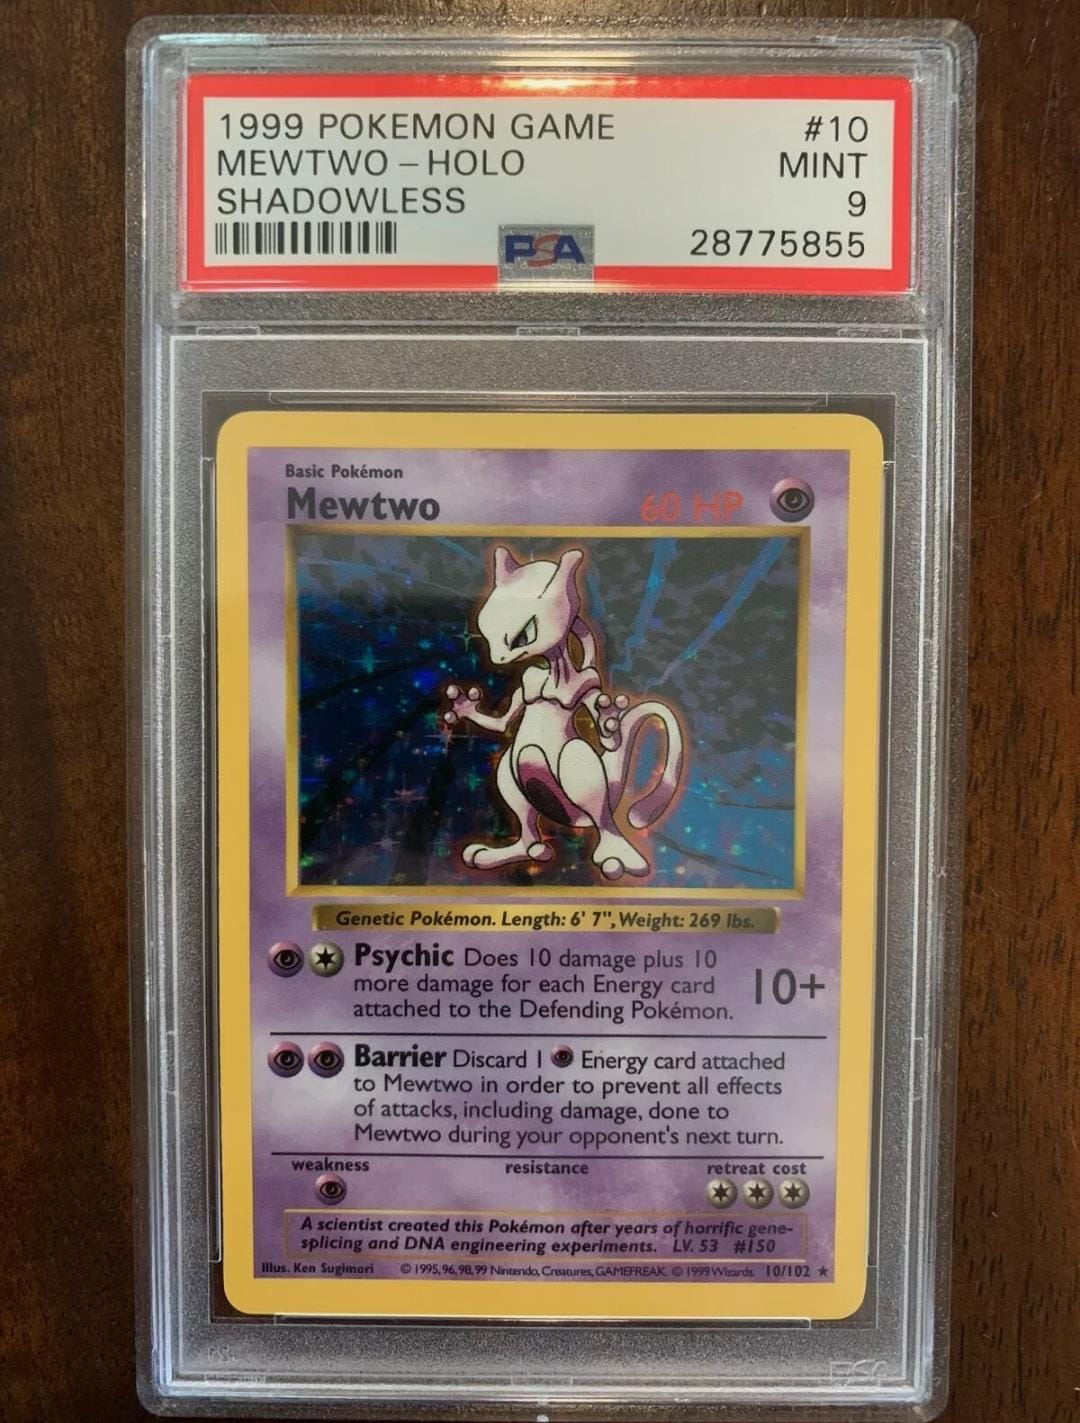 1999 POKEMON GAME #10
MEWTWO – HOLO MINT
SHADOWLESS 9
PSA 28775855
Basic Pokémon
Mewtwo 60 HP
Genetic Pokémon. Length: 6' 7", Weight: 269 lbs.
Psychic Does 10 damage plus 10
more damage for each Energy card
attached to the Defending Pokémon.
10+
Barrier Discard 1 Energy card attached
to Mewtwo in order to prevent all effects
of attacks, including damage, done to
Mewtwo during your opponent's next turn.
weakness resistance retreat cost
A scientist created this Pokémon after years of horrific gene-
splicing and DNA engineering experiments. LV. 53 #150
Illus. Ken Sugimori © 1995, 96, 98, 99 Nintendo, Creatures, GAMEFREAK. © 1999 Wizards. 10/102 ★